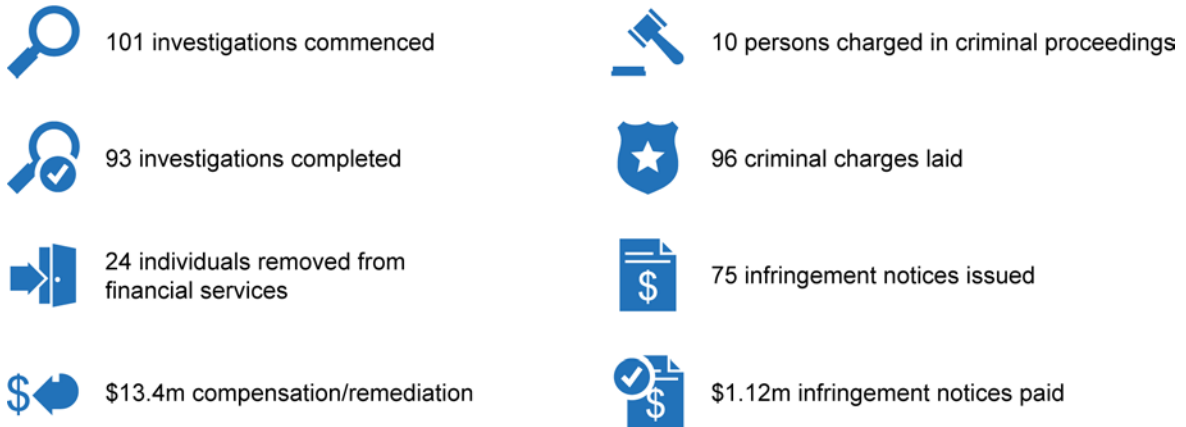 101 investigations commenced
10 persons charged in criminal proceedings
93 investigations completed
96 criminal charges laid
24 individuals removed from
financial services
75 infringement notices issued
$
$13.4m compensation/remediation
$
$1.12m infringement notices paid
$